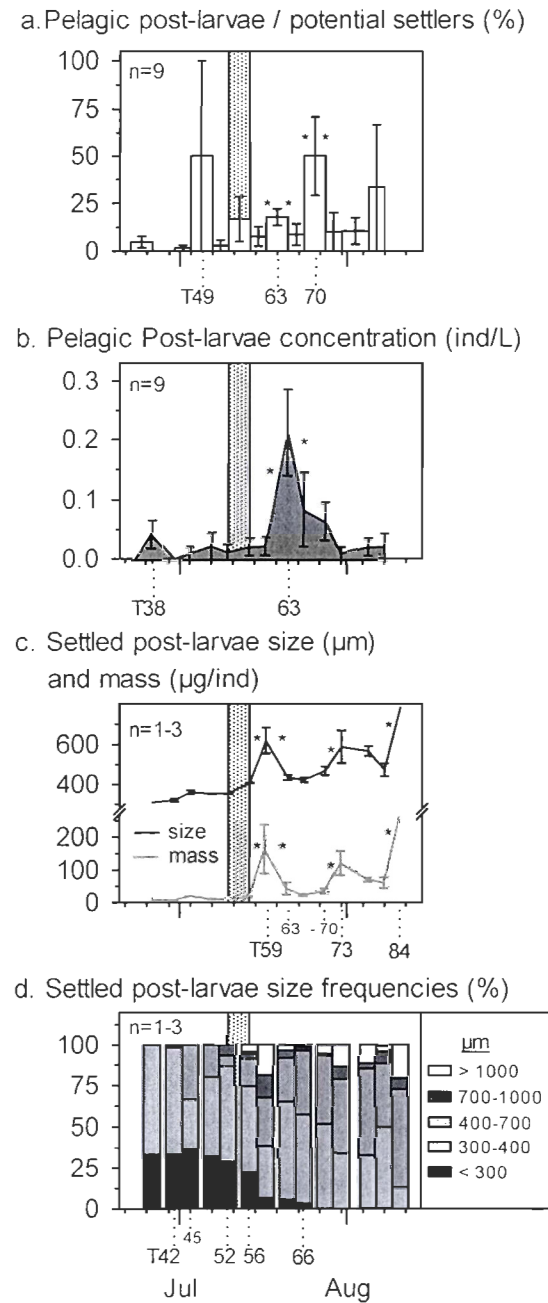 a.Pelagic post-larvae / potential settlers (%)
100
n=9
75
50
25
0
* * * *
T49 63 70
b. Pelagic Post-larvae concentration (ind/L)
0.3
n=9
0.2
0.1
0.0
* *
T38 63
c. Settled post-larvae size (µm)
and mass (µg/ind)
n=1-3
600
400
* * * *
200
100
0
size
mass
* * * *
63 - 70
T59 73 84
d. Settled post-larvae size frequencies (%)
n=1-3
100
75
50
25
0
µm
> 1000
700-1000
400-700
300-400
< 300
45
T42 52 56 66
Jul Aug